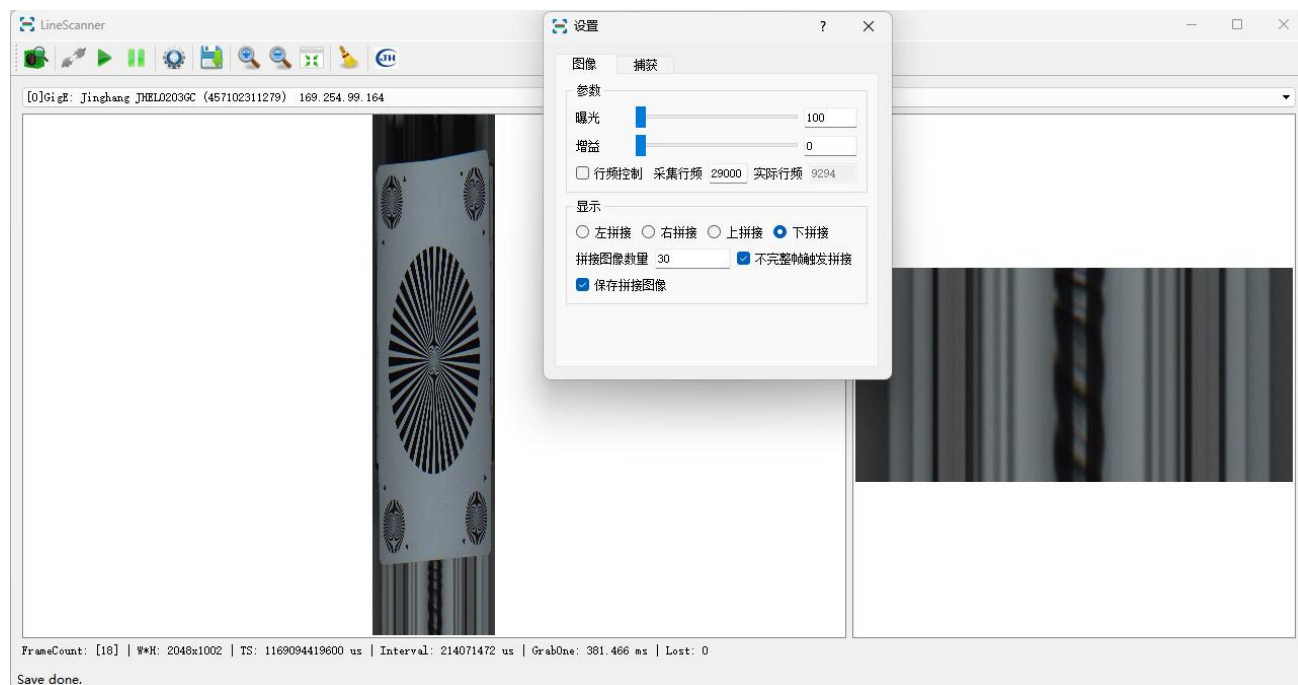 LineScanner
设置
?
JH
[0]GigE: Jinghang JHEL0203GC (457102311279) 169.254.99.164
图像 捕获
参数
曝光 100
增益 0
行频控制 采集行频 29000 实际行频 9294
显示
左拼接 右拼接 上拼接 下拼接
拼接图像数量 30 不完整帧触发拼接
保存拼接图像
FrameCount: [18] | W*H: 2048x1002 | TS: 1169094419600 us | Interval: 214071472 us | GrabOne: 381.466 ms | Lost: 0
Save done.